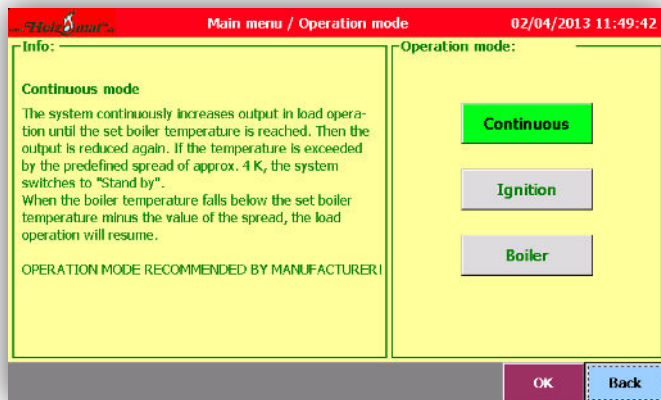 Heizomat
Main menu / Operation mode
02/04/2013 11:49:42
Info:
Continuous mode
The system continuously increases output in load opera-
tion until the set boiler temperature is reached. Then the
output is reduced again. If the temperature is exceeded
by the predefined spread of approx. 4 K, the system
switches to "Stand by".
When the boiler temperature falls below the set boiler
temperature minus the value of the spread, the load
operation will resume.
OPERATION MODE RECOMMENDED BY MANUFACTURER!
Operation mode:
Continuous
Ignition
Boiler
OK
Back